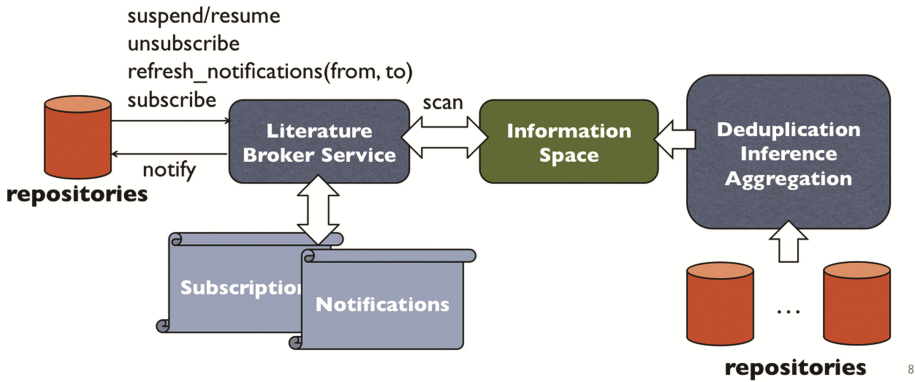 suspend/resume
unsubscribe
refresh_notifications(from, to)
subscribe
notify
repositories
Literature
Broker Service
scan
Information
Space
Deduplication
Inference
Aggregation
Subscription
Notifications
...
repositories
8